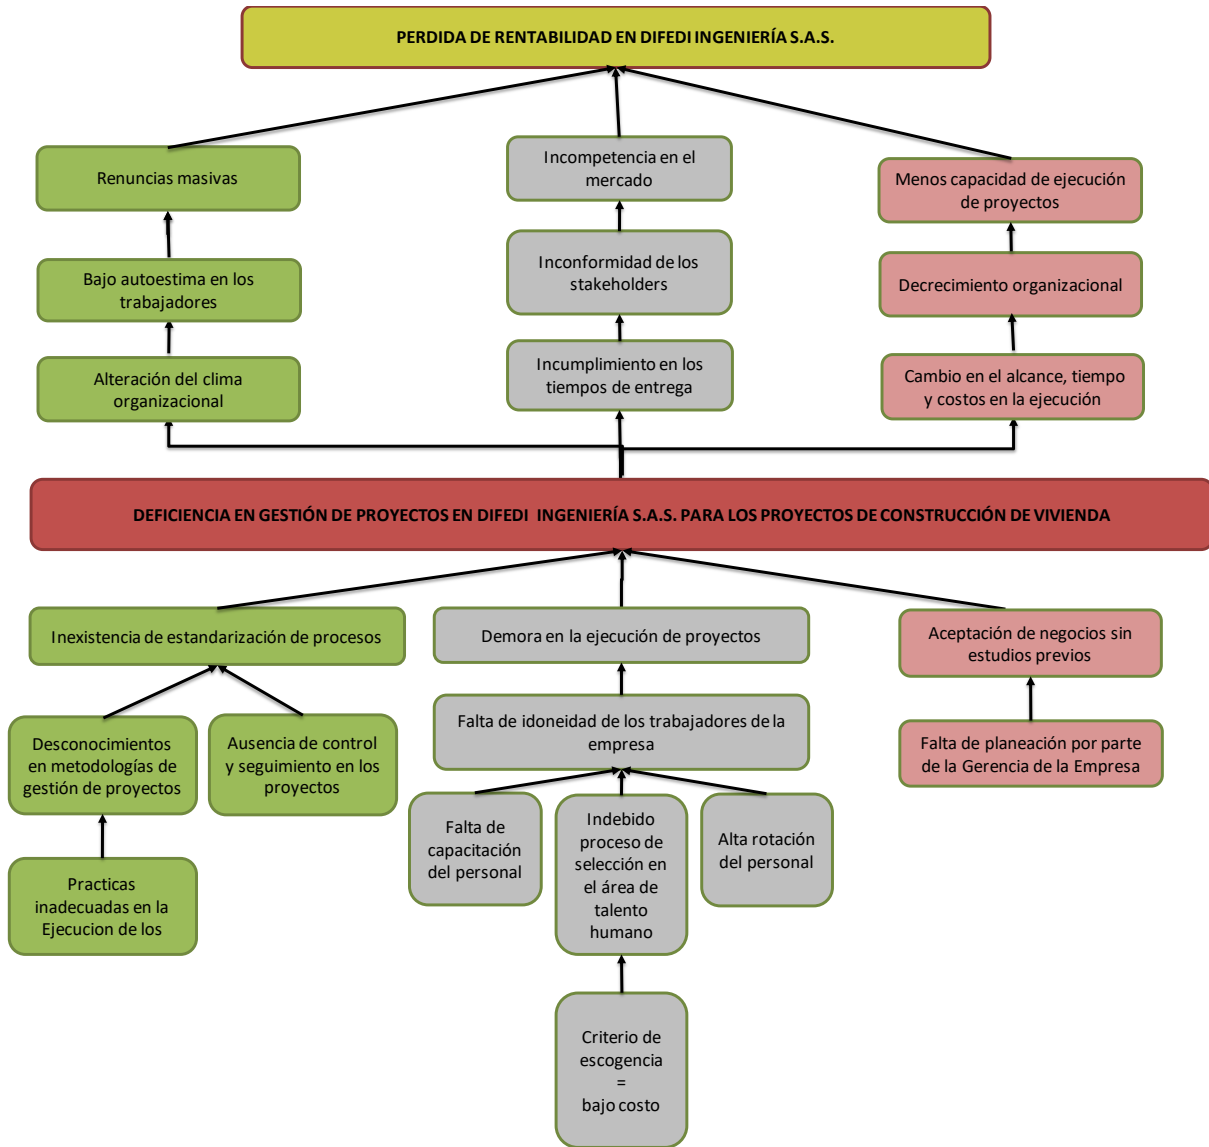 PERDIDA DE RENTABILIDAD EN DIFEDI INGENIERÍA S.A.S.
Renuncias masivas
Incompetencia en el
mercado
Menos capacidad de ejecución
de proyectos
Bajo autoestima en los
trabajadores
Inconformidad de los
stakeholders
Decrecimiento organizacional
Alteración del clima
organizacional
Incumplimiento en los
tiempos de entrega
Cambio en el alcance, tiempo
y costos en la ejecución
DEFICIENCIA EN GESTIÓN DE PROYECTOS EN DIFEDI INGENIERÍA S.A.S. PARA LOS PROYECTOS DE CONSTRUCCIÓN DE VIVIENDA
Inexistencia de estandarización de procesos
Demora en la ejecución de proyectos
Aceptación de negocios sin
estudios previos
Desconocimientos
en metodologías de
gestión de proyectos
Ausencia de control
y seguimiento en los
proyectos
Falta de idoneidad de los trabajadores de la
empresa
Falta de planeación por parte
de la Gerencia de la Empresa
Practicas
inadecuadas en la
Ejecucion de los
Falta de
capacitación
del personal
Indebido
proceso de
selección en
el área de
talento
humano
Alta rotación
del personal
Criterio de
escogencia
=
bajo costo